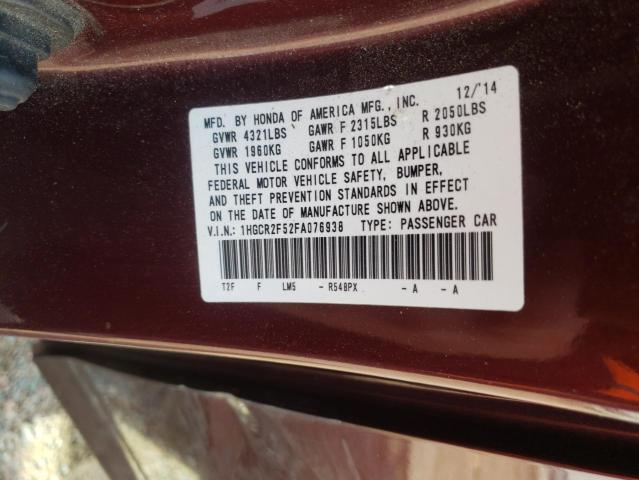 MFD. BY HONDA OF AMERICA MFG., INC. 12/'14
GVWR 4321LBS GAWR F 2315LBS R 2050LBS
GVWR 1960KG GAWR F 1050KG R 930KG
THIS VEHICLE CONFORMS TO ALL APPLICABLE
FEDERAL MOTOR VEHICLE SAFETY, BUMPER,
AND THEFT PREVENTION STANDARDS IN EFFECT
ON THE DATE OF MANUFACTURE SHOWN ABOVE.
V.I.N.: 1HGCR2F52FA076938 TYPE: PASSENGER CAR
T2F F LM5 - R548PX - A - A